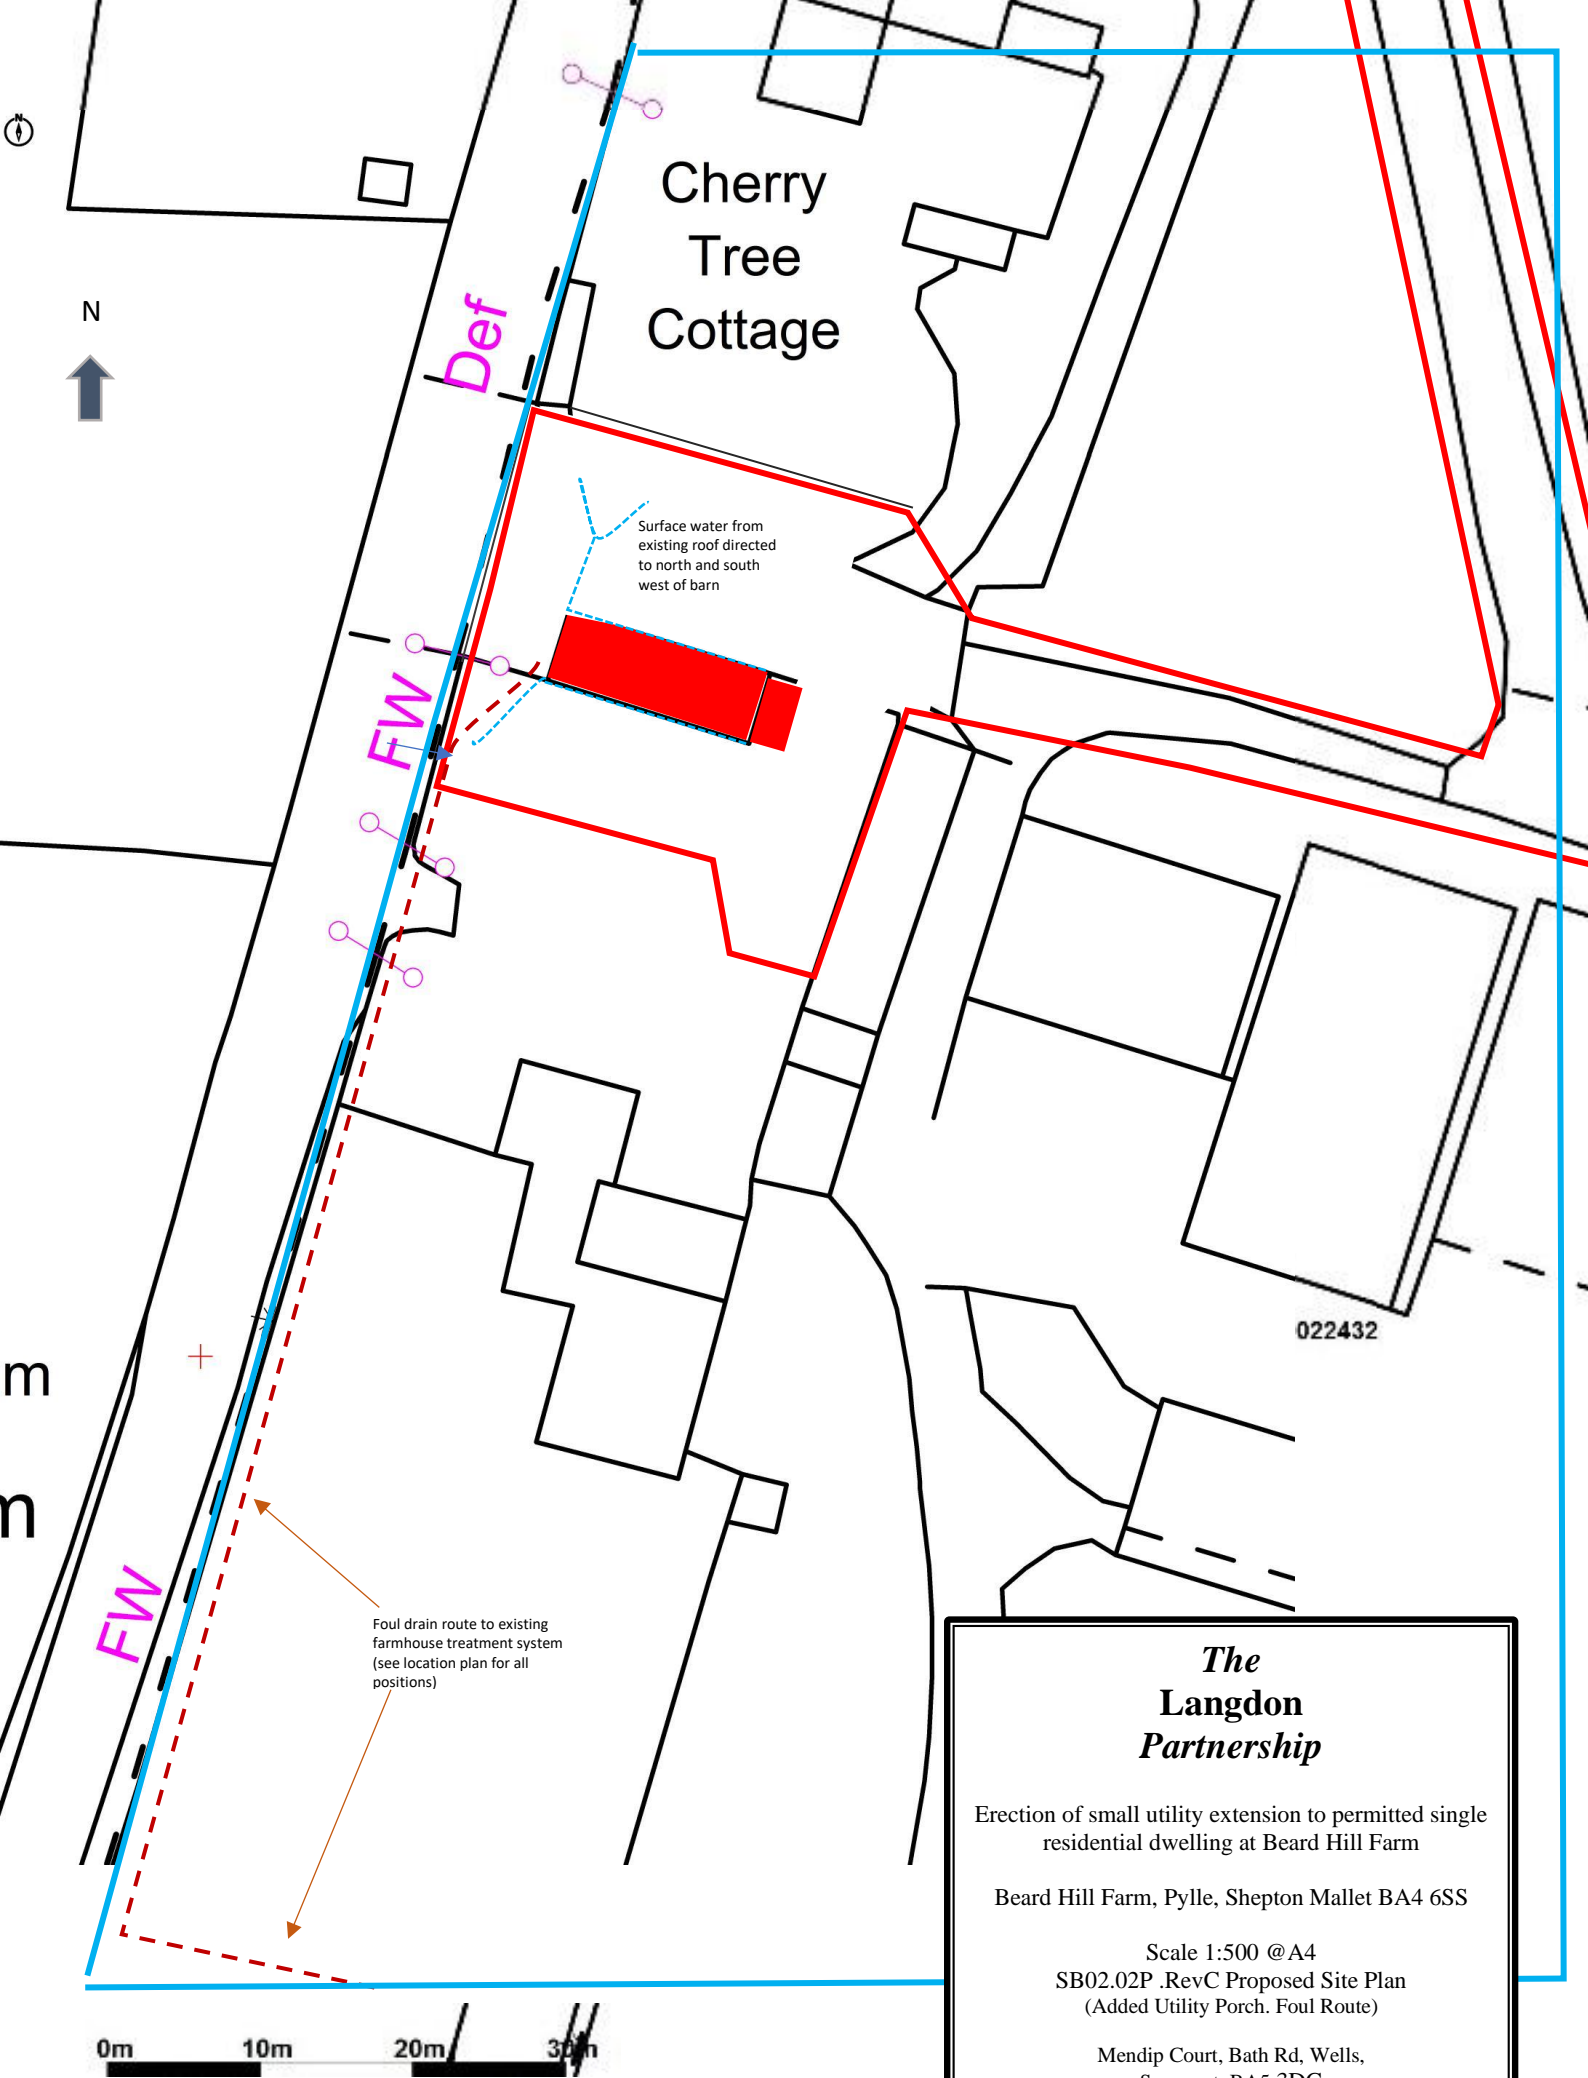 N
Cherry
Tree
Cottage
N
Def
Surface water from
existing roof directed
to north and south
west of barn
FW
022432
m
m
FW
Foul drain route to existing
farmhouse treatment system
(see location plan for all
positions)
The
Langdon
Partnership
Erection of small utility extension to permitted single
residential dwelling at Beard Hill Farm
Beard Hill Farm, Pylle, Shepton Mallet BA4 6SS
Scale 1:500 @A4
SB02.02P .RevC Proposed Site Plan
(Added Utility Porch. Foul Route)
Mendip Court, Bath Rd, Wells,
0m 10m 20m 30m